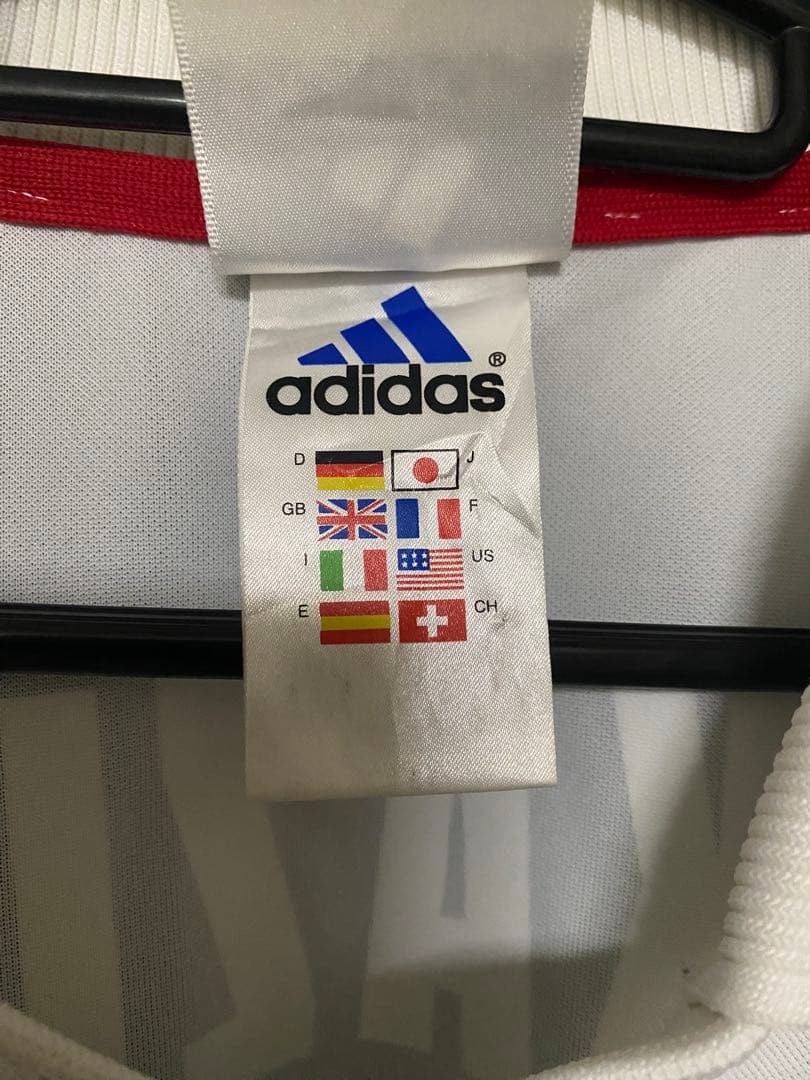 adidas®
D J
GB F
I US
E CH